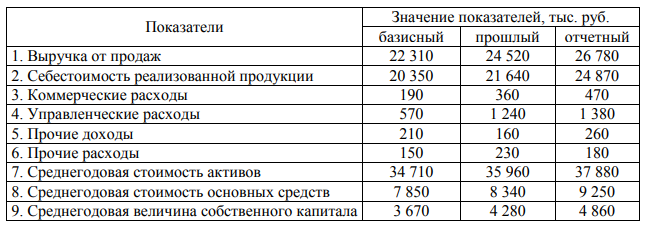 Показатели
Значение показателей, тыс. руб.
базисный прошлый отчетный
1. Выручка от продаж 22 310 24 520 26 780
2. Себестоимость реализованной продукции 20 350 21 640 24 870
3. Коммерческие расходы 190 360 470
4. Управленческие расходы 570 1 240 1 380
5. Прочие доходы 210 160 260
6. Прочие расходы 150 230 180
7. Среднегодовая стоимость активов 34 710 35 960 37 880
8. Среднегодовая стоимость основных средств 7 850 8 340 9 250
9. Среднегодовая величина собственного капитала 3 670 4 280 4 860